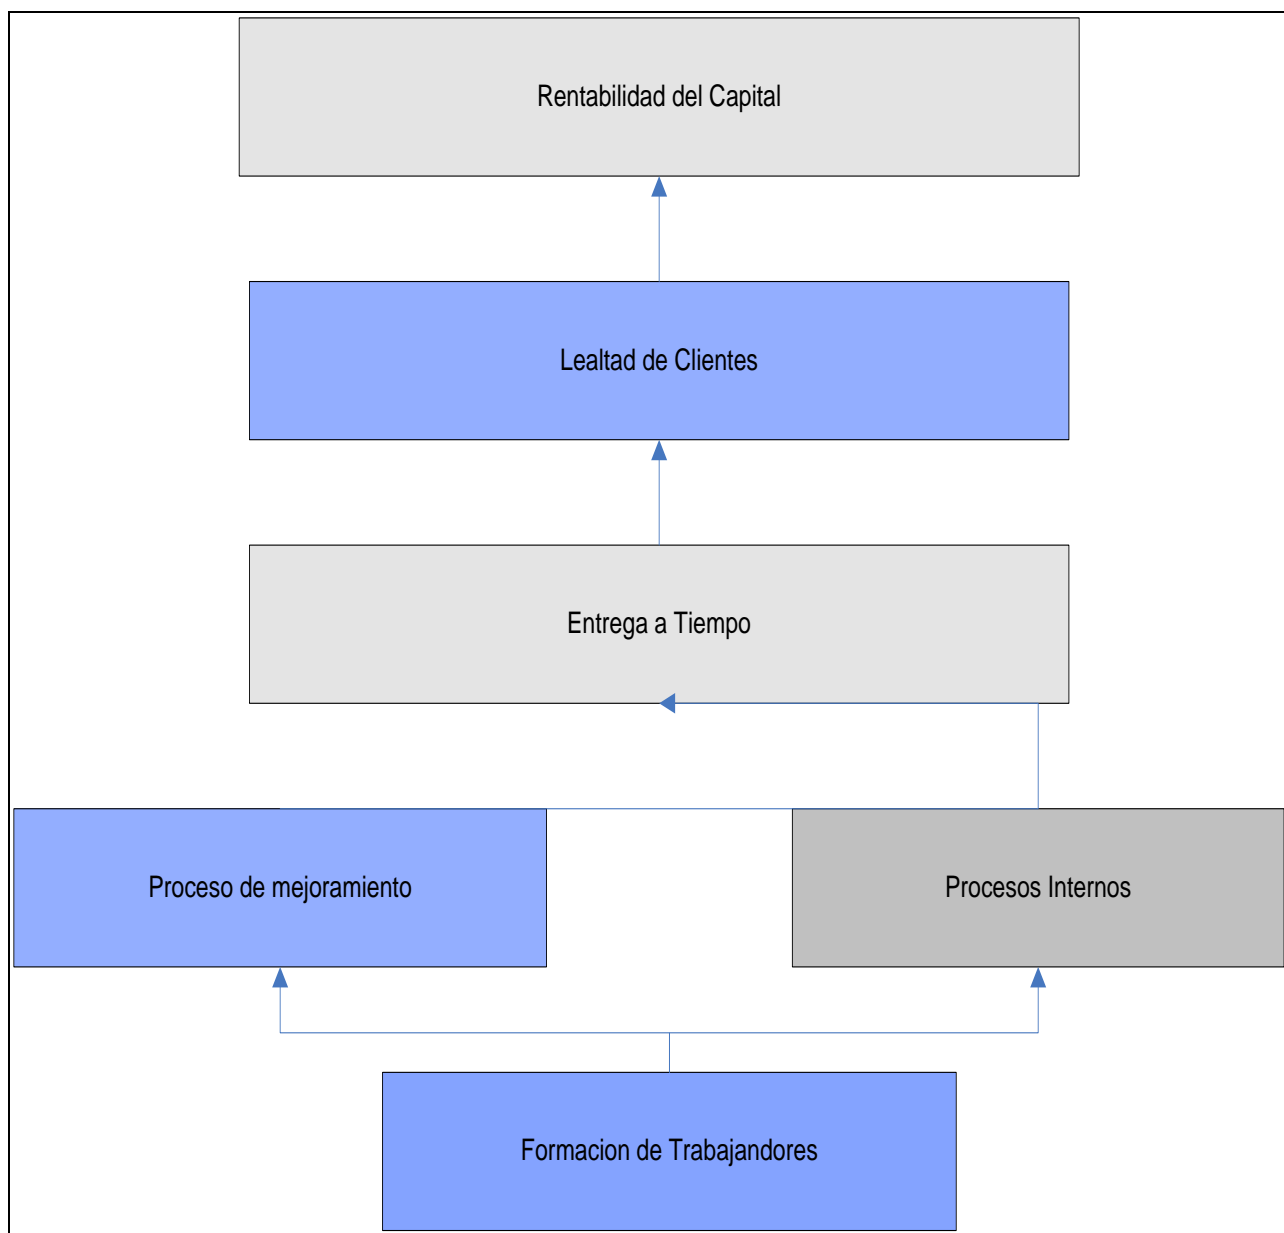 Rentabilidad del Capital
Lealtad de Clientes
Entrega a Tiempo
Proceso de mejoramiento
Procesos Internos
Formacion de Trabajandores